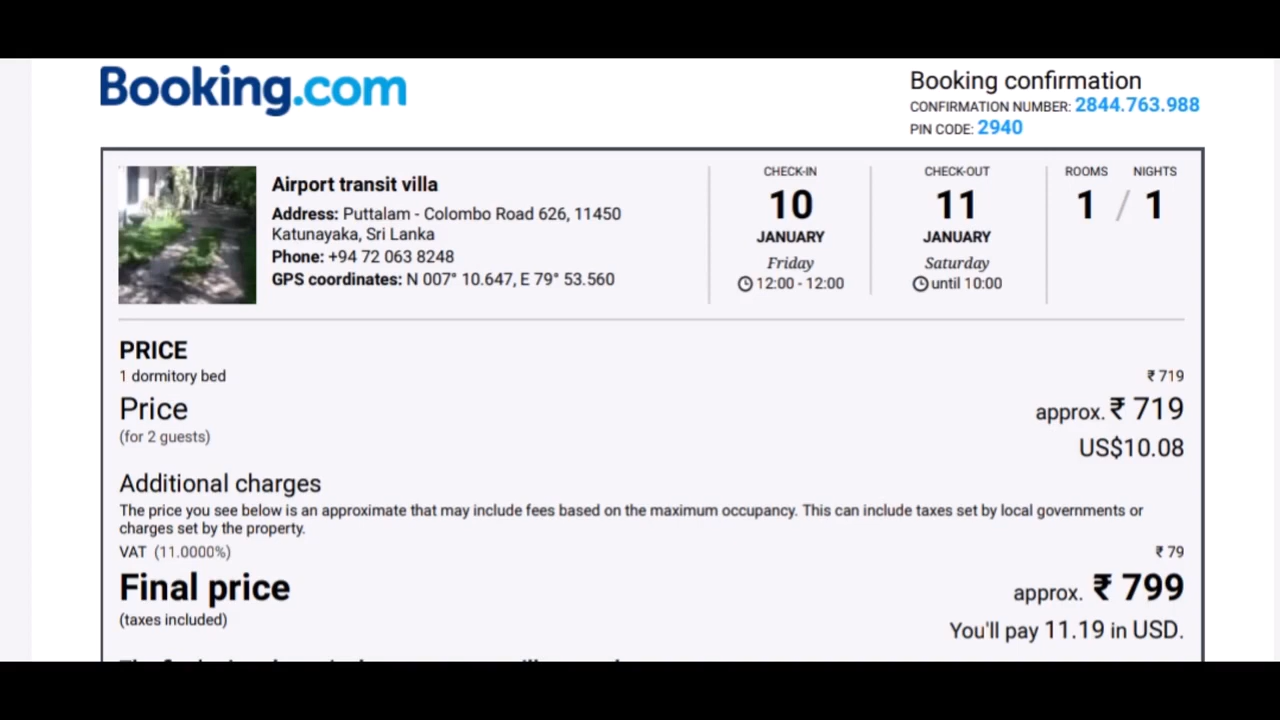 Booking.com
Booking confirmation
CONFIRMATION NUMBER: 2844.763.988
PIN CODE: 2940
Airport transit villa
Address: Puttalam - Colombo Road 626, 11450
Katunayaka, Sri Lanka
Phone: +94 72 063 8248
GPS coordinates: N 007° 10.647, E 79° 53.560
CHECK-IN
10
JANUARY
Friday
12:00 - 12:00
CHECK-OUT
11
JANUARY
Saturday
until 10:00
ROOMS NIGHTS
1 / 1
PRICE
1 dormitory bed ₹ 719
Price approx. ₹ 719
(for 2 guests)
US$10.08
Additional charges
The price you see below is an approximate that may include fees based on the maximum occupancy. This can include taxes set by local governments or
charges set by the property.
VAT (11.0000%) ₹ 79
Final price approx. ₹ 799
(taxes included)
You'll pay 11.19 in USD.